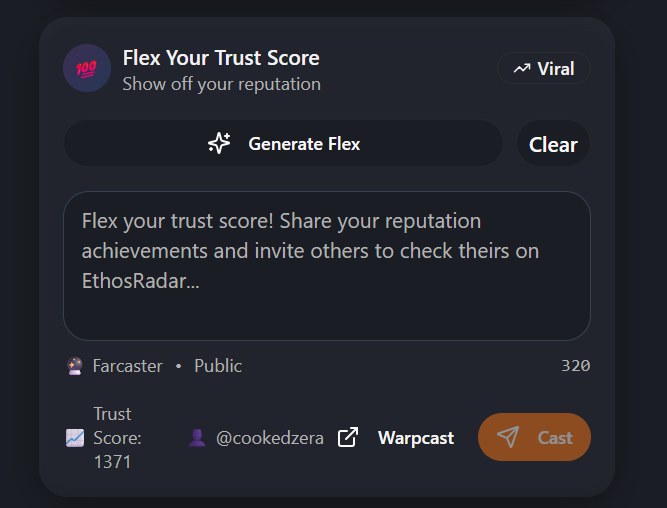 100
Flex Your Trust Score
Show off your reputation
Viral
Generate Flex
Clear
Flex your trust score! Share your reputation
achievements and invite others to check theirs on
EthosRadar...
Farcaster • Public
320
Trust
Score:
1371
@cookedzera
Warpcast
Cast